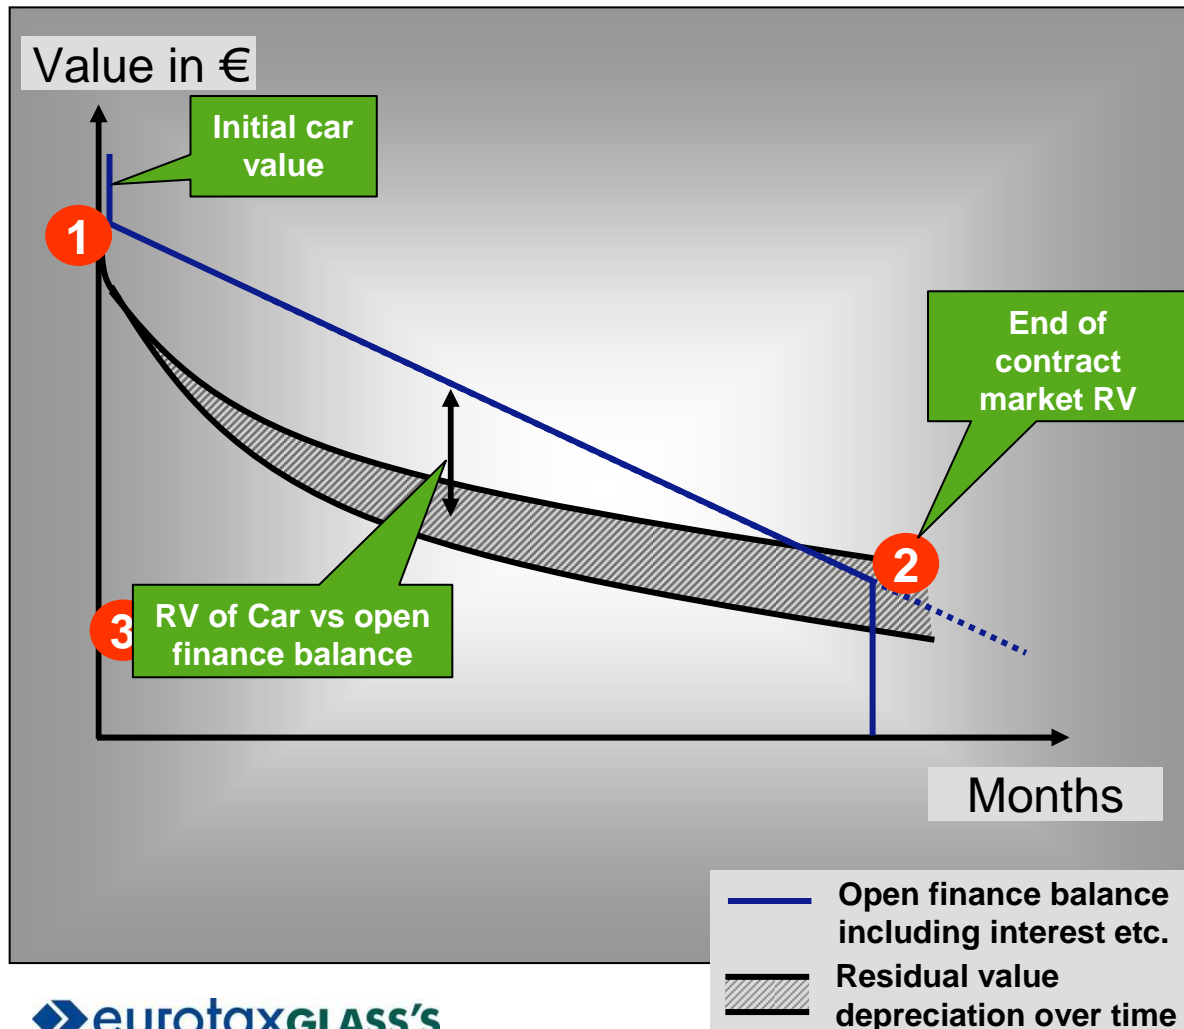 Value in €
Initial car
value
1
End of
contract
market RV
2
3
RV of Car vs open
finance balance
Months
Open finance balance
including interest etc.
Residual value
depreciation over time
eurotaxGLASS'S